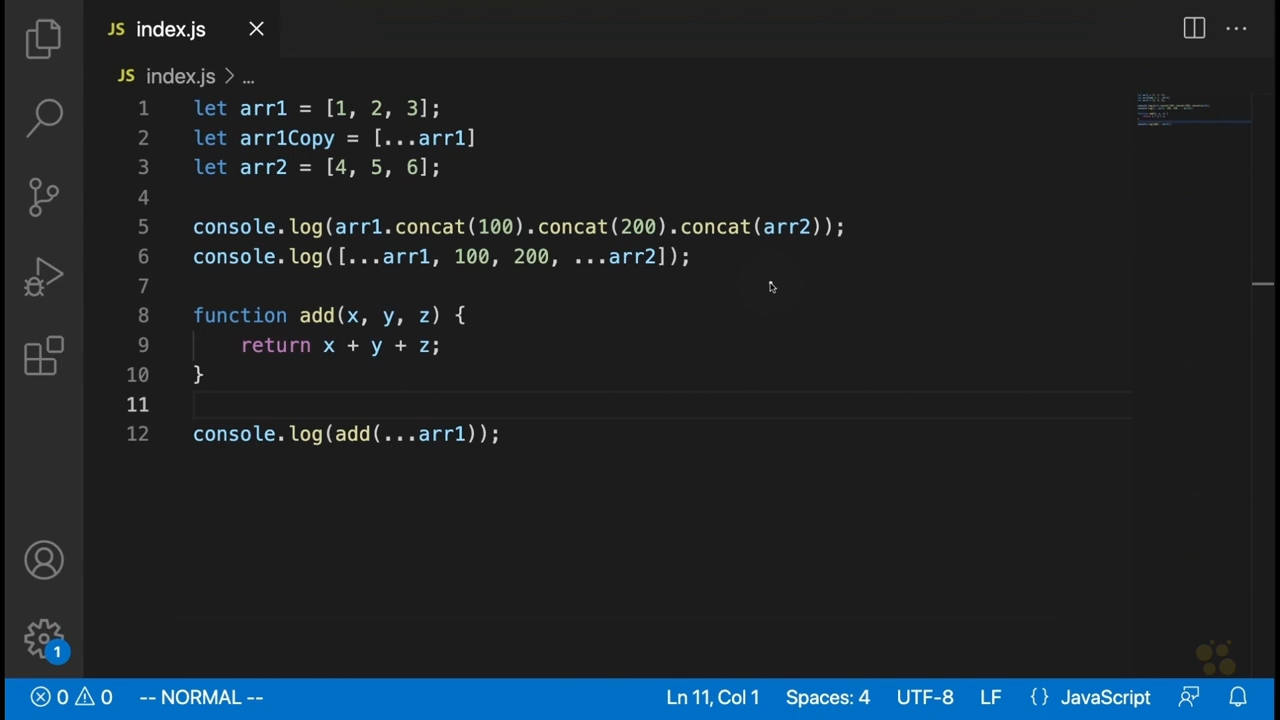 JS index.js
JS index.js > ...
1 let arr1 = [1, 2, 3];
2 let arr1Copy = [...arr1]
3 let arr2 = [4, 5, 6];
4
5 console.log(arr1.concat(100).concat(200).concat(arr2));
6 console.log([...arr1, 100, 200, ...arr2]);
7
8 function add(x, y, z) {
9     return x + y + z;
10 }
11
12 console.log(add(...arr1));
1
0 0 -- NORMAL -- Ln 11, Col 1 Spaces: 4 UTF-8 LF {} JavaScript